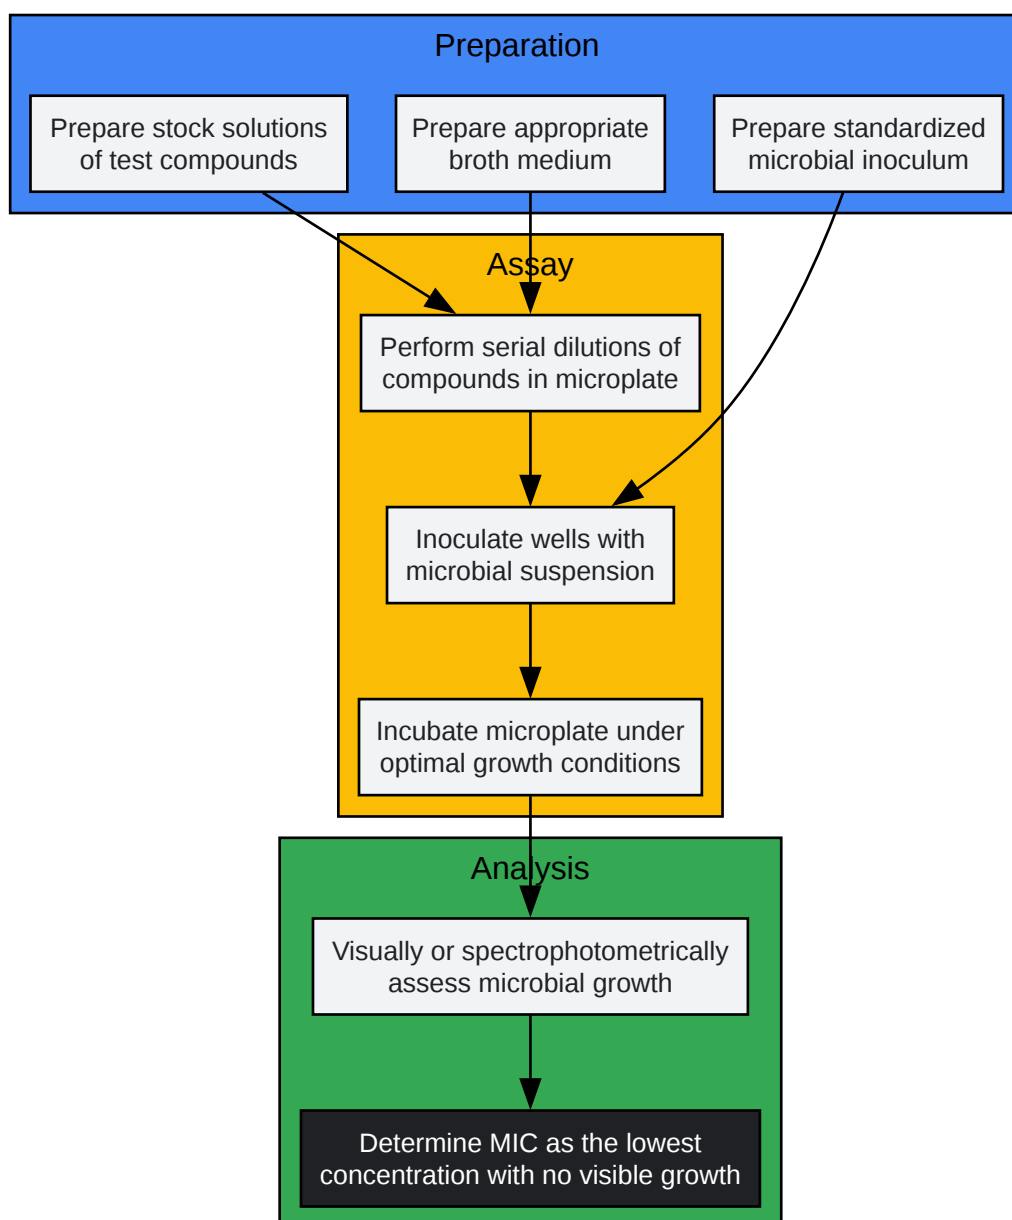 Preparation
Prepare stock solutions
of test compounds
Prepare appropriate
broth medium
Prepare standardized
microbial inoculum
Assay
Perform serial dilutions of
compounds in microplate
Inoculate wells with
microbial suspension
Incubate microplate under
optimal growth conditions
Analysis
Visually or spectrophotometrically
assess microbial growth
Determine MIC as the lowest
concentration with no visible growth